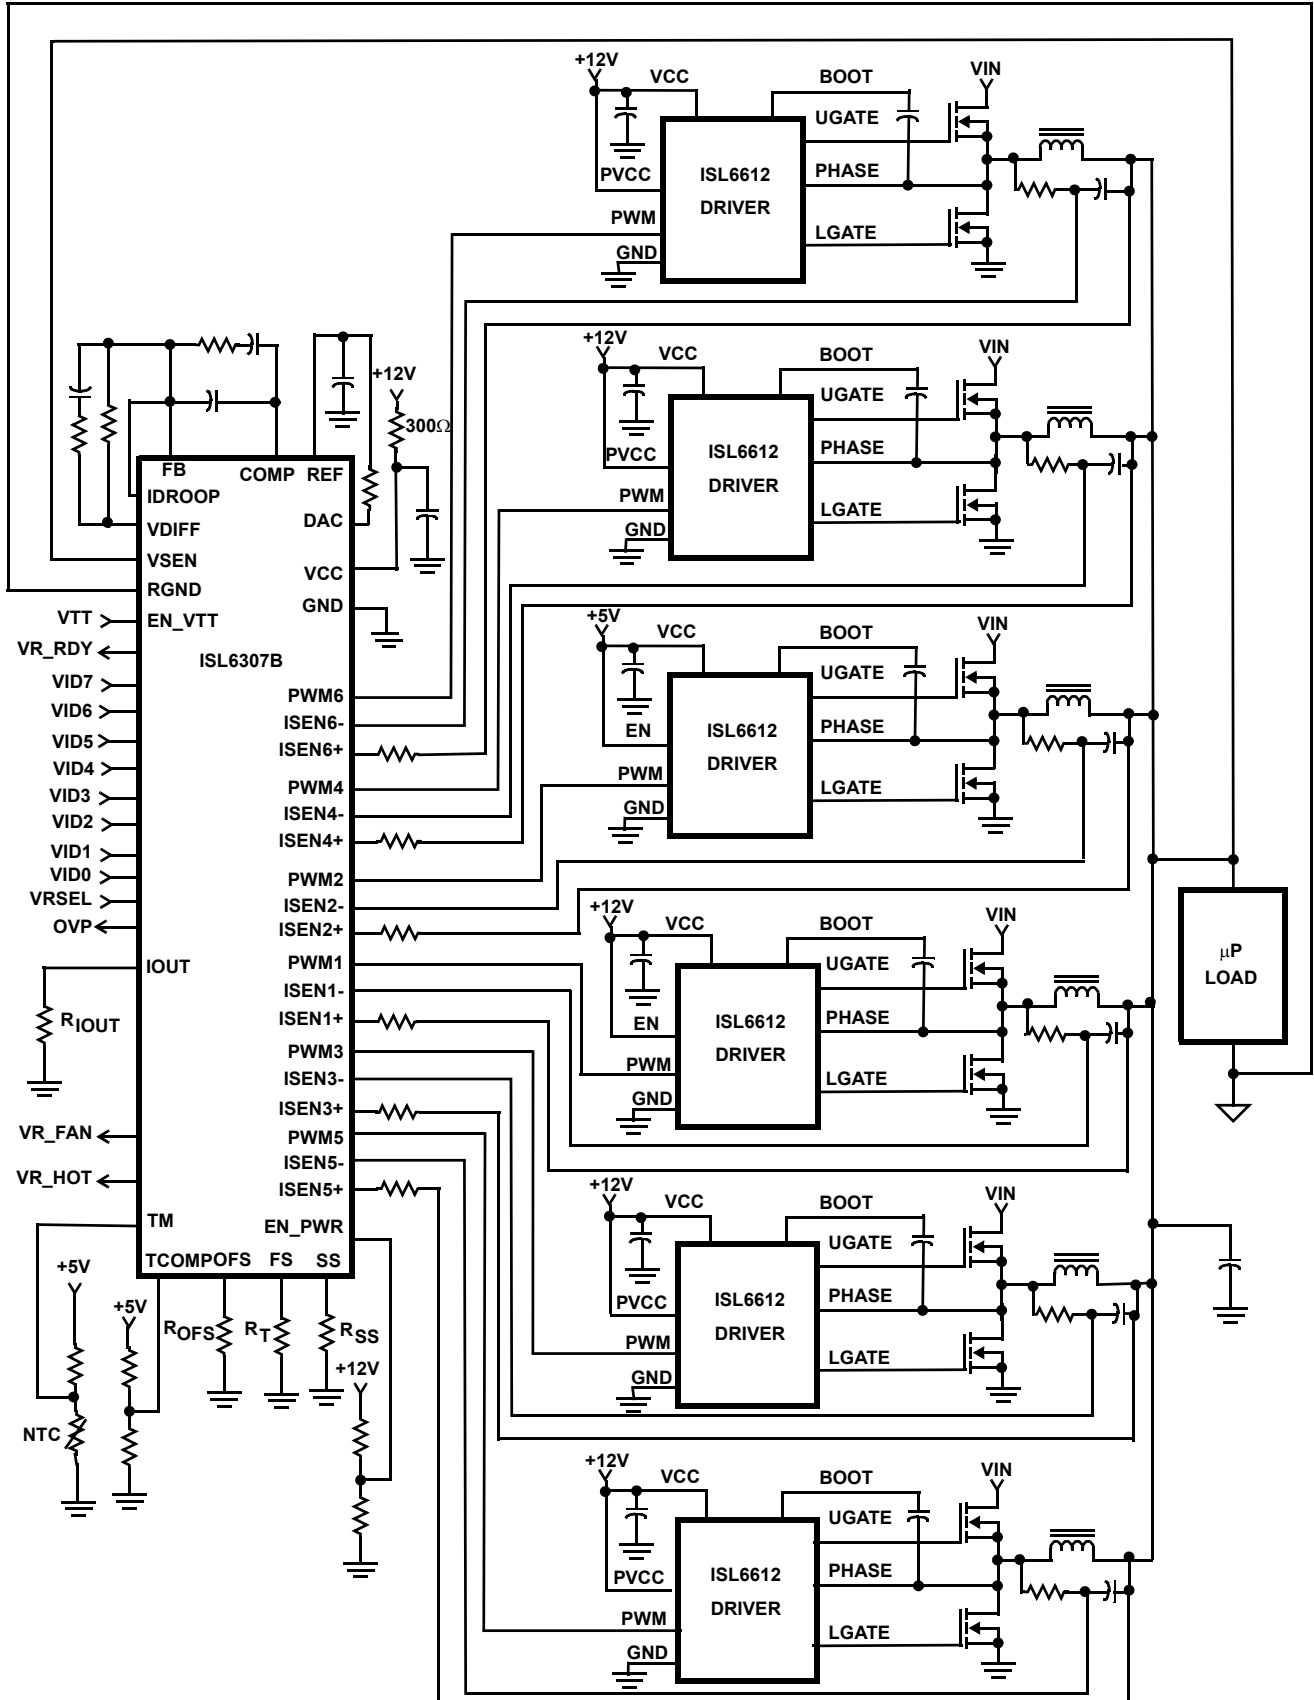 +12V
VCC
BOOT
VIN
UGATE
PVCC
ISL6612
DRIVER
PHASE
PWM
LGATE
GND
+12V
VCC
BOOT
VIN
UGATE
PVCC
ISL6612
DRIVER
PHASE
PWM
LGATE
GND
+5V
VCC
BOOT
VIN
UGATE
EN
ISL6612
DRIVER
PHASE
PWM
LGATE
GND
+12V
VCC
BOOT
VIN
UGATE
EN
ISL6612
DRIVER
PHASE
PWM
LGATE
GND
+12V
VCC
BOOT
VIN
UGATE
PVCC
ISL6612
DRIVER
PHASE
PWM
LGATE
GND
+12V
VCC
BOOT
VIN
UGATE
PVCC
ISL6612
DRIVER
PHASE
PWM
LGATE
GND
µP
LOAD
+12V
300Ω
FB
COMP
REF
IDROOP
VDIFF
VSEN
RGND
EN_VTT
DAC
VCC
GND
ISL6307B
VTT
VR_RDY
VID7
VID6
VID5
VID4
VID3
VID2
VID1
VID0
VRSEL
OVP
IOUT
RIOUT
VR_FAN
VR_HOT
TM
PWM6
ISEN6-
ISEN6+
PWM4
ISEN4-
ISEN4+
PWM2
ISEN2-
ISEN2+
PWM1
ISEN1-
ISEN1+
PWM3
ISEN3-
ISEN3+
PWM5
ISEN5-
ISEN5+
EN_PWR
TCOMP
OFS
FS
SS
+5V
+5V
ROFS
RT
RSS
+12V
NTC